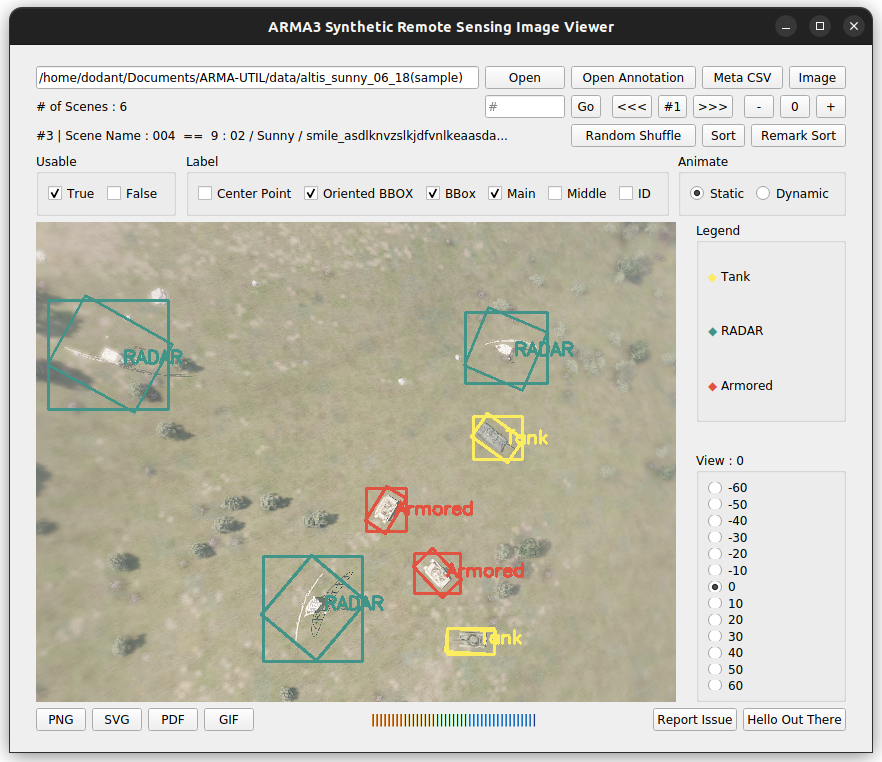 ARMA3 Synthetic Remote Sensing Image Viewer
/home/dodant/Documents/ARMA-UTIL/data/altis_sunny_06_18(sample) Open Open Annotation Meta CSV Image
# of Scenes : 6 # Go <<< #1 >>> - 0 +
#3 | Scene Name : 004 == 9 : 02 / Sunny / smile_asdlknvzslkjdfvnlkeaasda... Random Shuffle Sort Remark Sort
Usable Label Animate
True False Center Point Oriented BBOX BBox Main Middle ID Static Dynamic
Legend
Tank
RADAR
Armored
RADAR
RADAR
Tank
Armored
Armored
RADAR
Tank
View : 0
-60
-50
-40
-30
-20
-10
0
10
20
30
40
50
60
PNG SVG PDF GIF |||||||||||||||||||||||||||||||||||||||| Report Issue Hello Out There